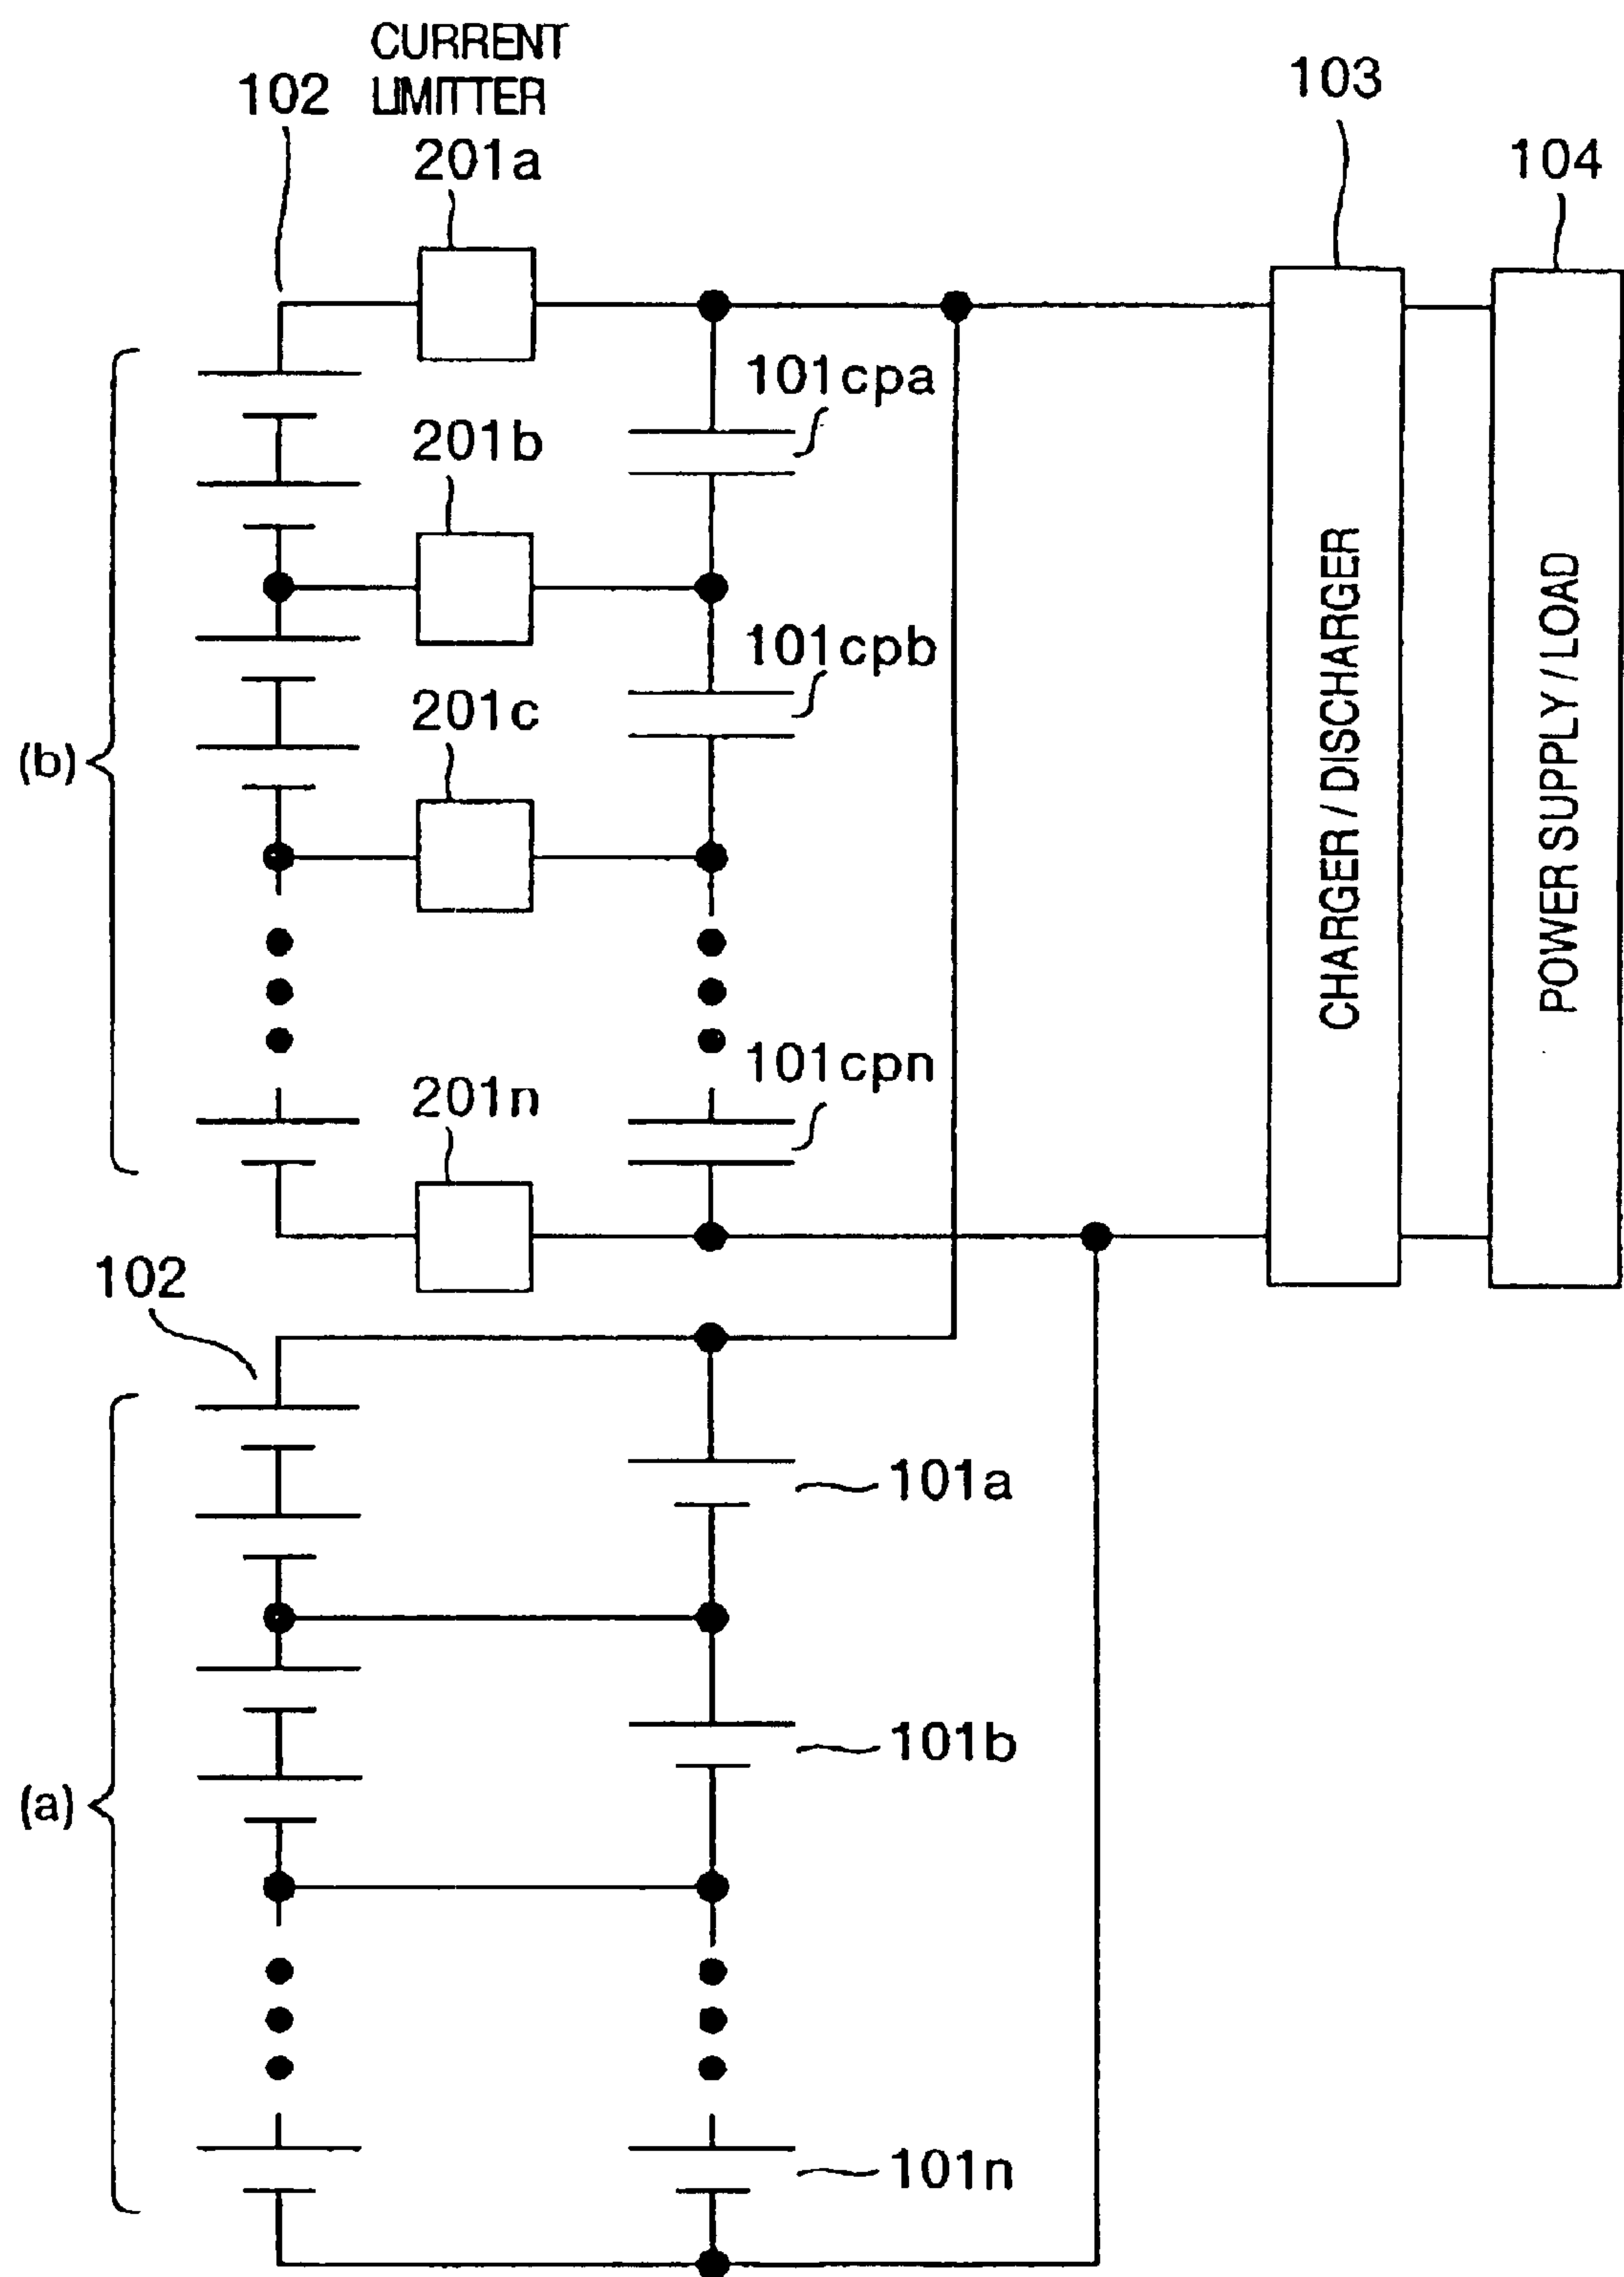 CURRENT
LIMITTER
102
201a
103
104
101cpa
201b
101cpb
201c
(b)
CHARGER / DISCHARGER
POWER SUPPLY / LOAD
101cpn
201n
102
101a
101b
(a)
101n